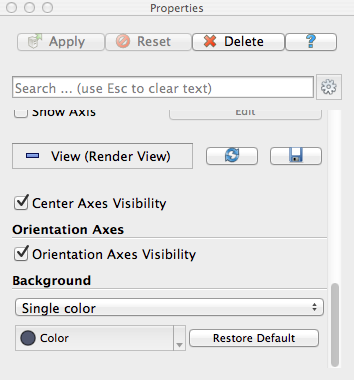 Properties
Apply Reset Delete ?
Search ... (use Esc to clear text)
Show Axis Edit
View (Render View)
Center Axes Visibility
Orientation Axes
Orientation Axes Visibility
Background
Single color
Color Restore Default